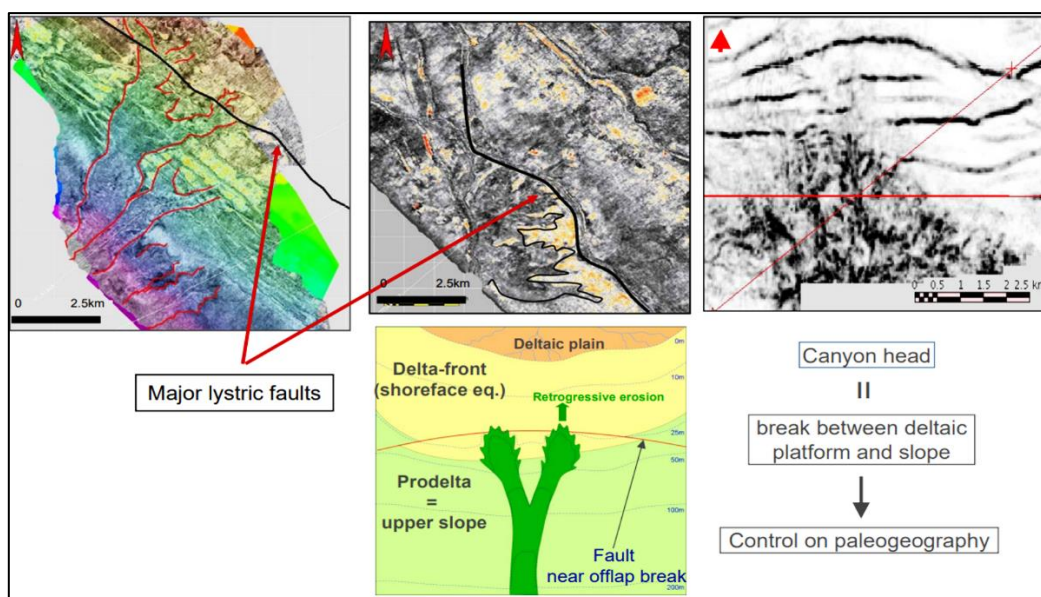 0
2.5km
0
2.5km
0 0.5 1 1.5 2 2.5 km
Major lystric faults
Deltaic plain
0m
Delta-front
(shoreface eq.)
10m
Retrogressive erosion
25m
50m
Prodelta
=
upper slope
100m
Fault
near offlap break
200m
Canyon head
=
break between deltaic
platform and slope
Control on paleogeography